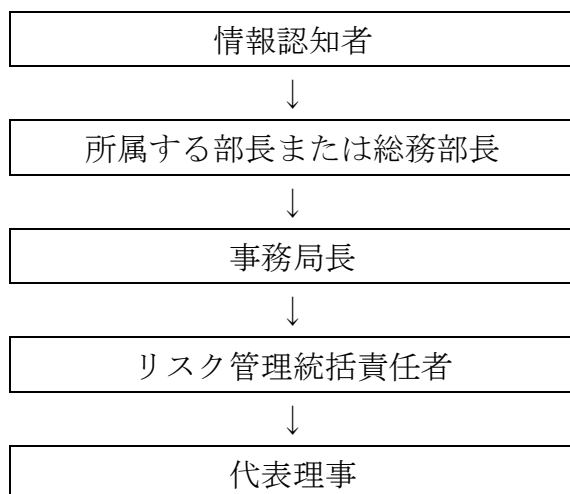 情報認知者
↓
所属する部長または総務部長
↓
事務局長
↓
リスク管理統括責任者
↓
代表理事